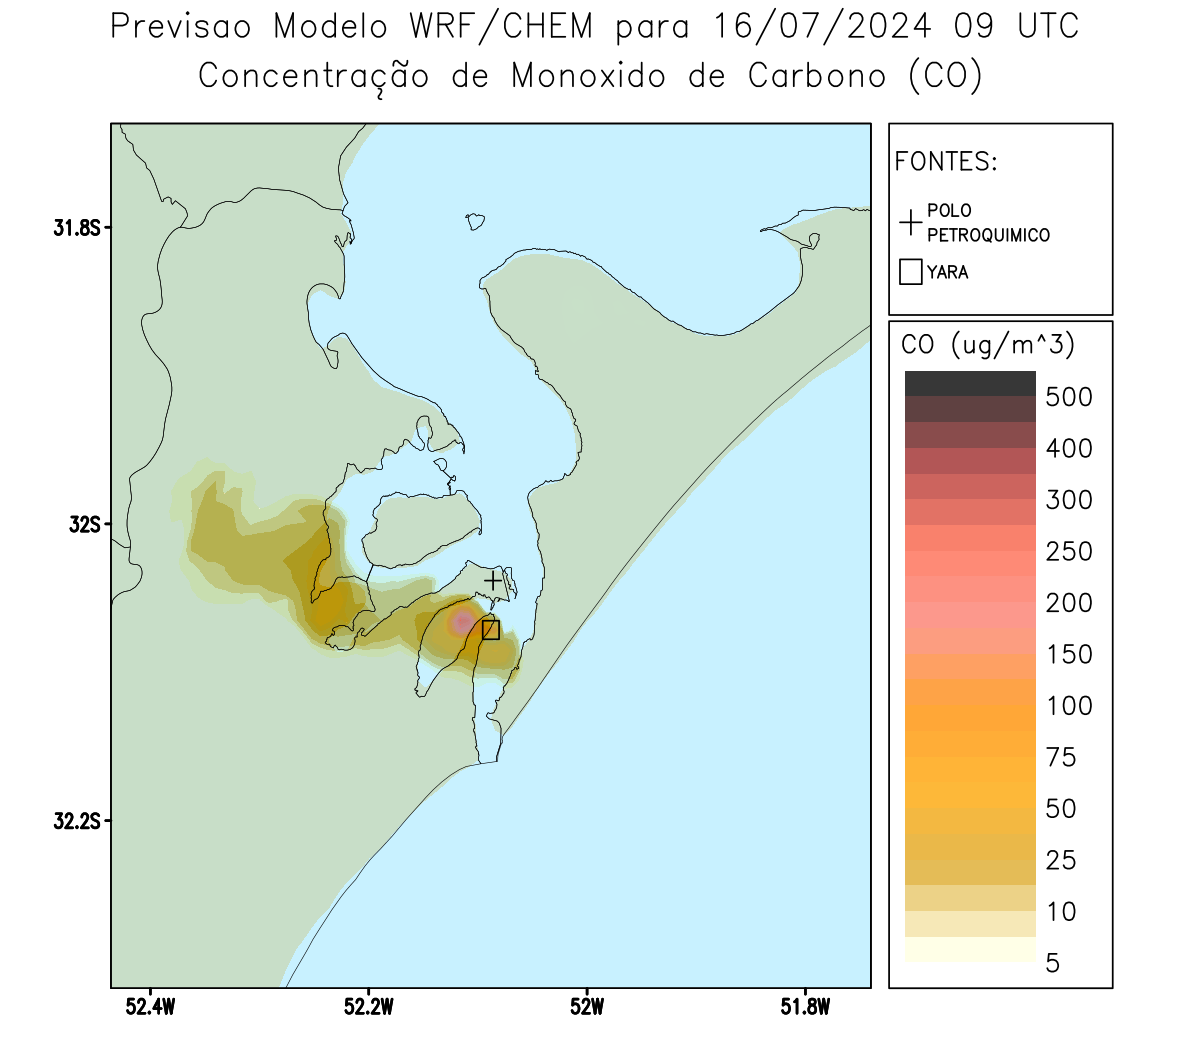 Previsao Modelo WRF/CHEM para 16/07/2024 09 UTC
Concentração de Monoxido de Carbono (CO)
FONTES:
POLO
PETROQUIMICO
YARA
CO (ug/m^3)
500
400
300
250
200
150
100
75
50
25
10
5
31.8S
32S
32.2S
52.4W
52.2W
52W
51.8W